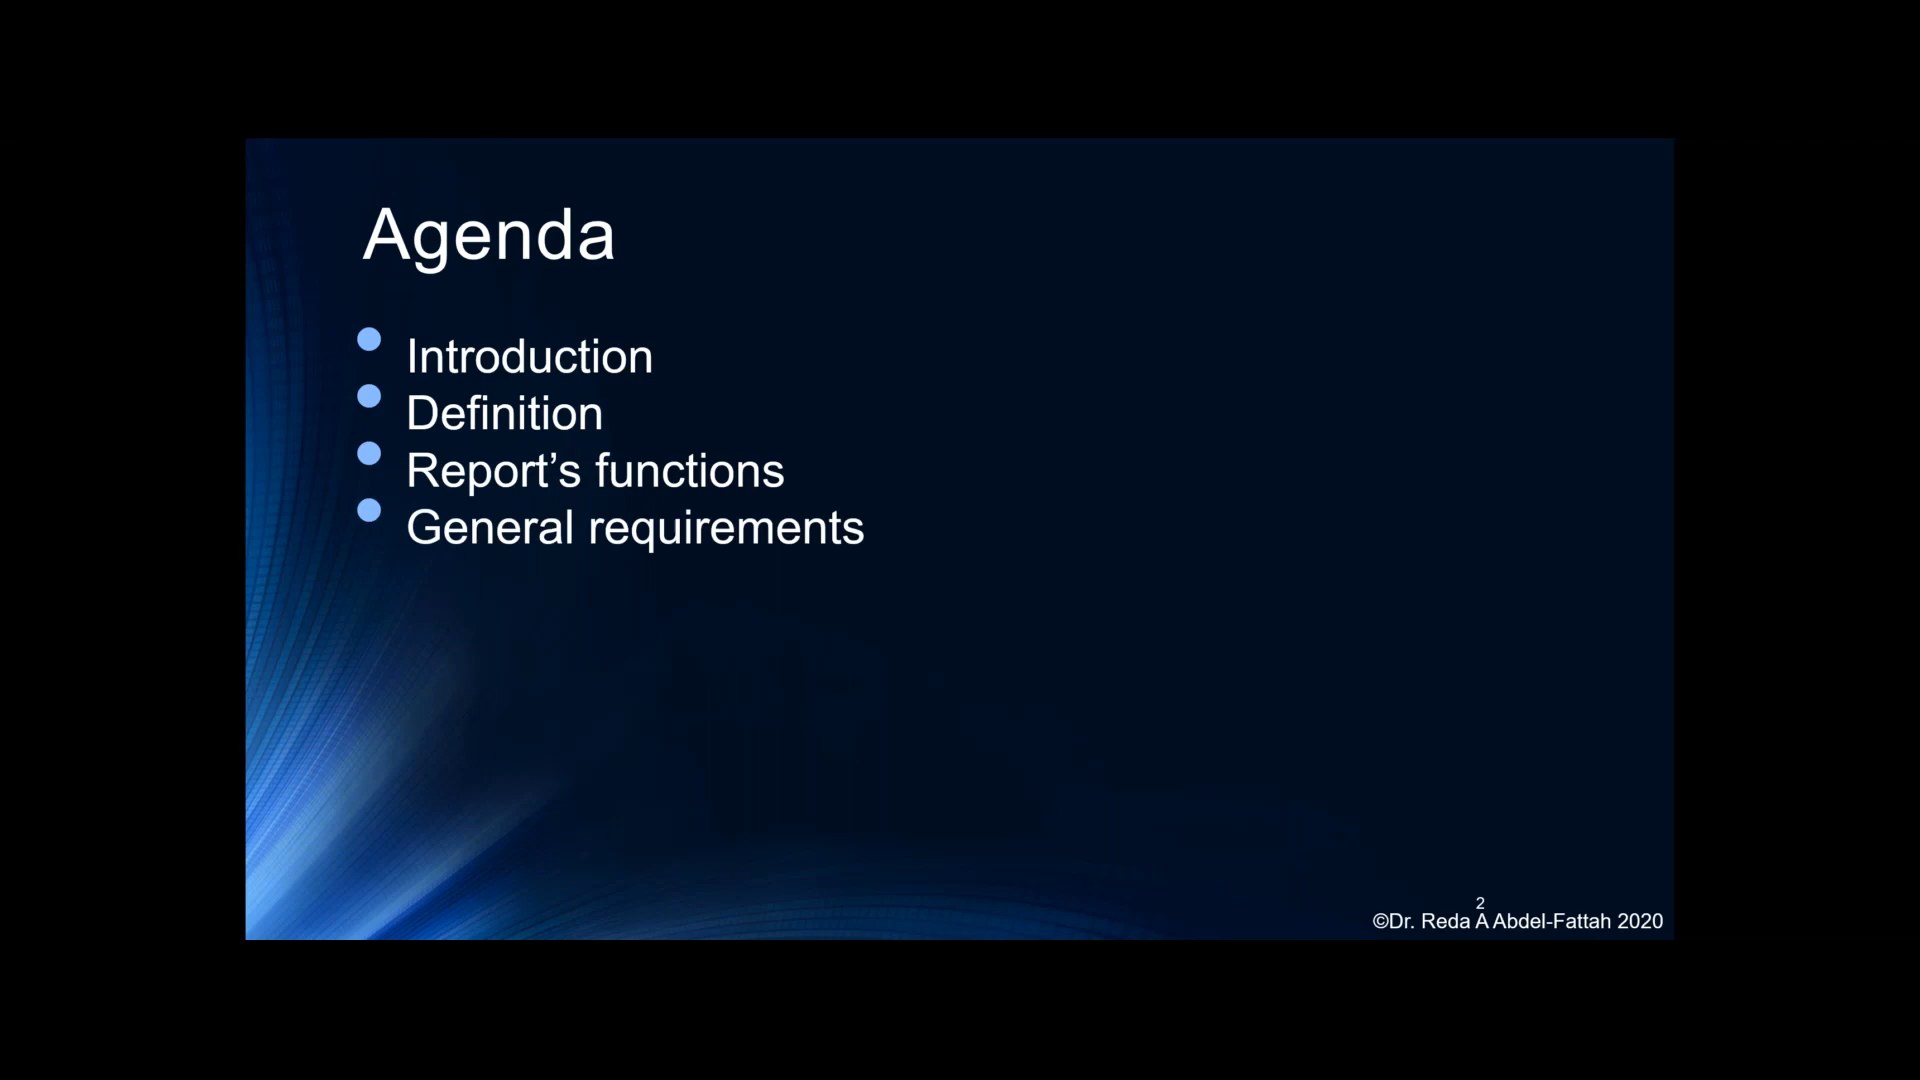 Agenda
Introduction
Definition
Report’s functions
General requirements
2
©Dr. Reda A Abdel-Fattah 2020